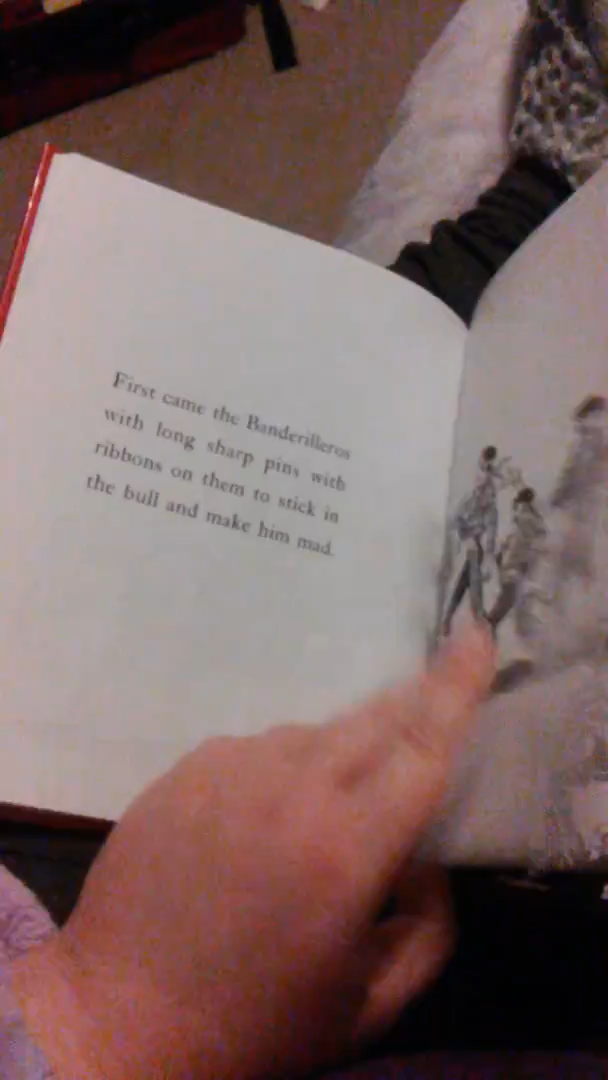 First came the Banderilleros
with long sharp pins with
ribbons on them to stick in
the bull and make him mad.